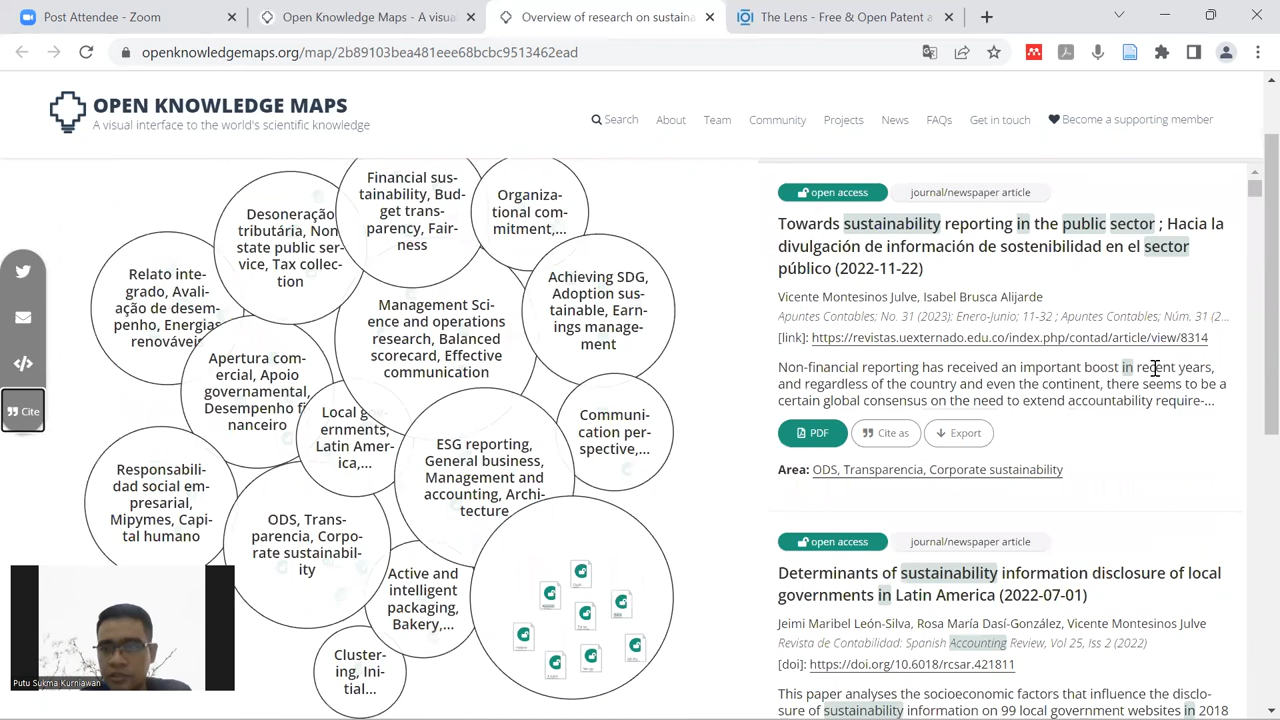 Post Attendee - Zoom
Open Knowledge Maps - A visua
Overview of research on sustaina
The Lens - Free & Open Patent a
openknowledgemaps.org/map/2b89103bea481eee68bcbc9513462ead
OPEN KNOWLEDGE MAPS
A visual interface to the world's scientific knowledge
Search
About
Team
Community
Projects
News
FAQs
Get in touch
Become a supporting member
Financial sus-
tainability, Bud-
get trans-
parency, Fair-
ness
Organiza-
tional com-
mitment,...
Desoneração
tributária, Non
state public ser-
vice, Tax collec-
tion
Relato inte-
grado, Avali-
ação de desem-
penho, Energias
renováveis
Management Sci-
ence and operations
research, Balanced
scorecard, Effective
communication
Achieving SDG,
Adoption sus-
tainable, Earn-
ings manage-
ment
Apertura com-
ercial, Apoio
governamental,
Desempenho fi
nanceiro
Local gov-
ernments,
Latin Amer-
ica,...
Communi-
cation per-
spective,...
ESG reporting,
General business,
Management and
accounting, Archi-
tecture
Responsabili-
dad social em-
presarial,
Mipymes, Capi-
tal humano
ODS, Trans-
parencia, Corpo-
rate sustainabil-
ity
Active and
intelligent
packaging,
Bakery,...
Cluster-
ing, Ini-
tial...
Cite
Putu Sukma Kurniawan
open access
journal/newspaper article
Towards sustainability reporting in the public sector ; Hacia la
divulgación de información de sostenibilidad en el sector
público (2022-11-22)
Vicente Montesinos Julve, Isabel Brusca Alijarde
Apuntes Contables; No. 31 (2023): Enero-Junio; 11-32 ; Apuntes Contables; Núm. 31 (2...
[link]: https://revistas.uexternado.edu.co/index.php/contad/article/view/8314
Non-financial reporting has received an important boost in recent years,
and regardless of the country and even the continent, there seems to be a
certain global consensus on the need to extend accountability require-...
PDF
Cite as
Export
Area: ODS, Transparencia, Corporate sustainability
open access
journal/newspaper article
Determinants of sustainability information disclosure of local
governments in Latin America (2022-07-01)
Jeimi Maribel León-Silva, Rosa María Dasí-González, Vicente Montesinos Julve
Revista de Contabilidad: Spanish Accounting Review, Vol 25, Iss 2 (2022)
[doi]: https://doi.org/10.6018/rcsar.421811
This paper analyses the socioeconomic factors that influence the disclo-
sure of sustainability information on 99 local government websites in 2018